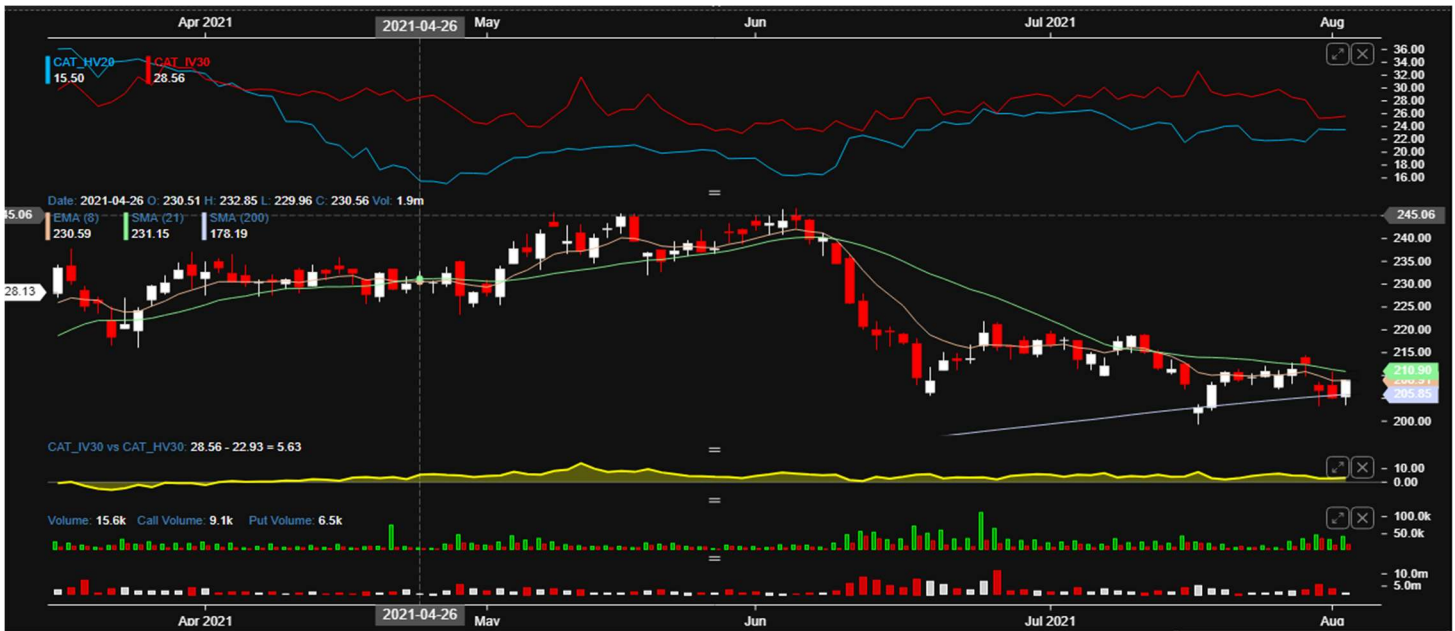 Apr 2021 2021-04-26 May Jun Jul 2021 Aug
CAT_HV20 CAT_IV30
15.50 28.56
36.00
34.00
32.00
30.00
28.00
26.00
24.00
22.00
20.00
18.00
16.00
Date: 2021-04-26 O: 230.51 H: 232.85 L: 229.96 C: 230.56 Vol: 1.9m
EMA (8) SMA (21) SMA (200)
230.59 231.15 178.19
45.06
28.13
245.06
240.00
235.00
230.00
225.00
220.00
215.00
210.90
205.85
200.00
CAT_IV30 vs CAT_HV30: 28.56 - 22.93 = 5.63
10.00
0.00
Volume: 15.6k Call Volume: 9.1k Put Volume: 6.5k
100.0k
50.0k
10.0m
5.0m
Apr 2021 2021-04-26 May Jun Jul 2021 Aug